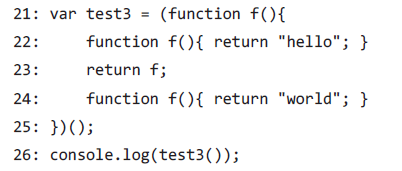 21: var test3 = (function f(){
22:     function f(){ return "hello"; }
23:     return f;
24:     function f(){ return "world"; }
25: })();
26: console.log(test3());